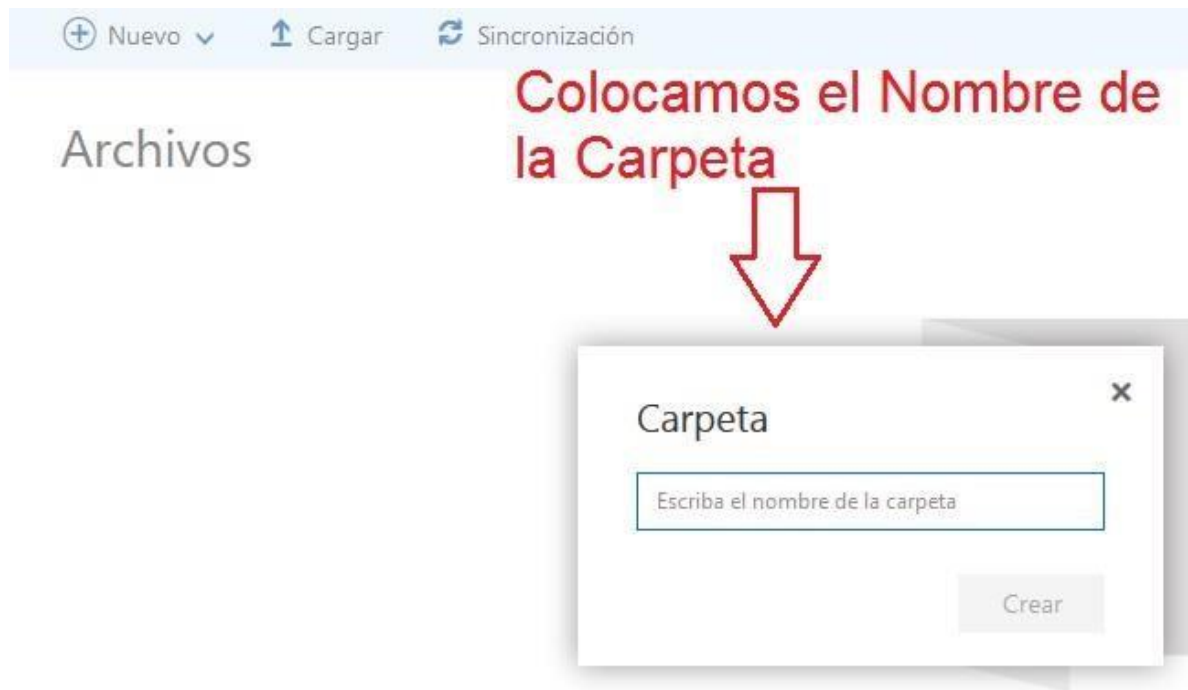 Nuevo Cargar Sincronización
Colocamos el Nombre de
la Carpeta
Archivos
Carpeta
Escriba el nombre de la carpeta
Crear